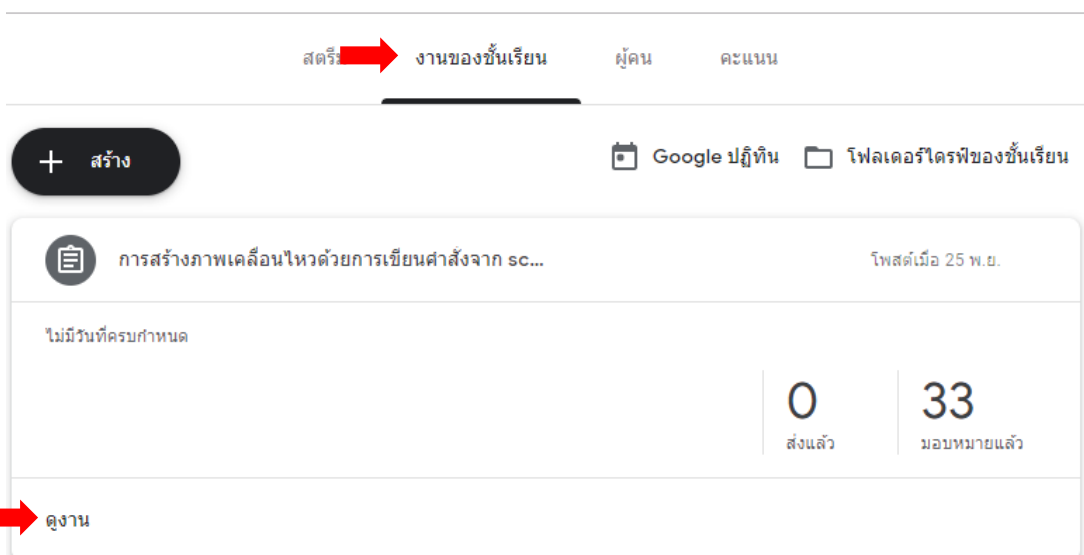 งานของชั้นเรียน ผู้คน คะแนน
สร้าง Google ปฏิทิน โฟลเดอร์ไดรฟ์ของชั้นเรียน
การสร้างภาพเคลื่อนไหวด้วยการเขียนคำสั่งจาก sc... โพสต์เมื่อ 25 พ.ย.
ไม่มีวันที่ครบกำหนด
0 33
ส่งแล้ว มอบหมายแล้ว
ดูงาน